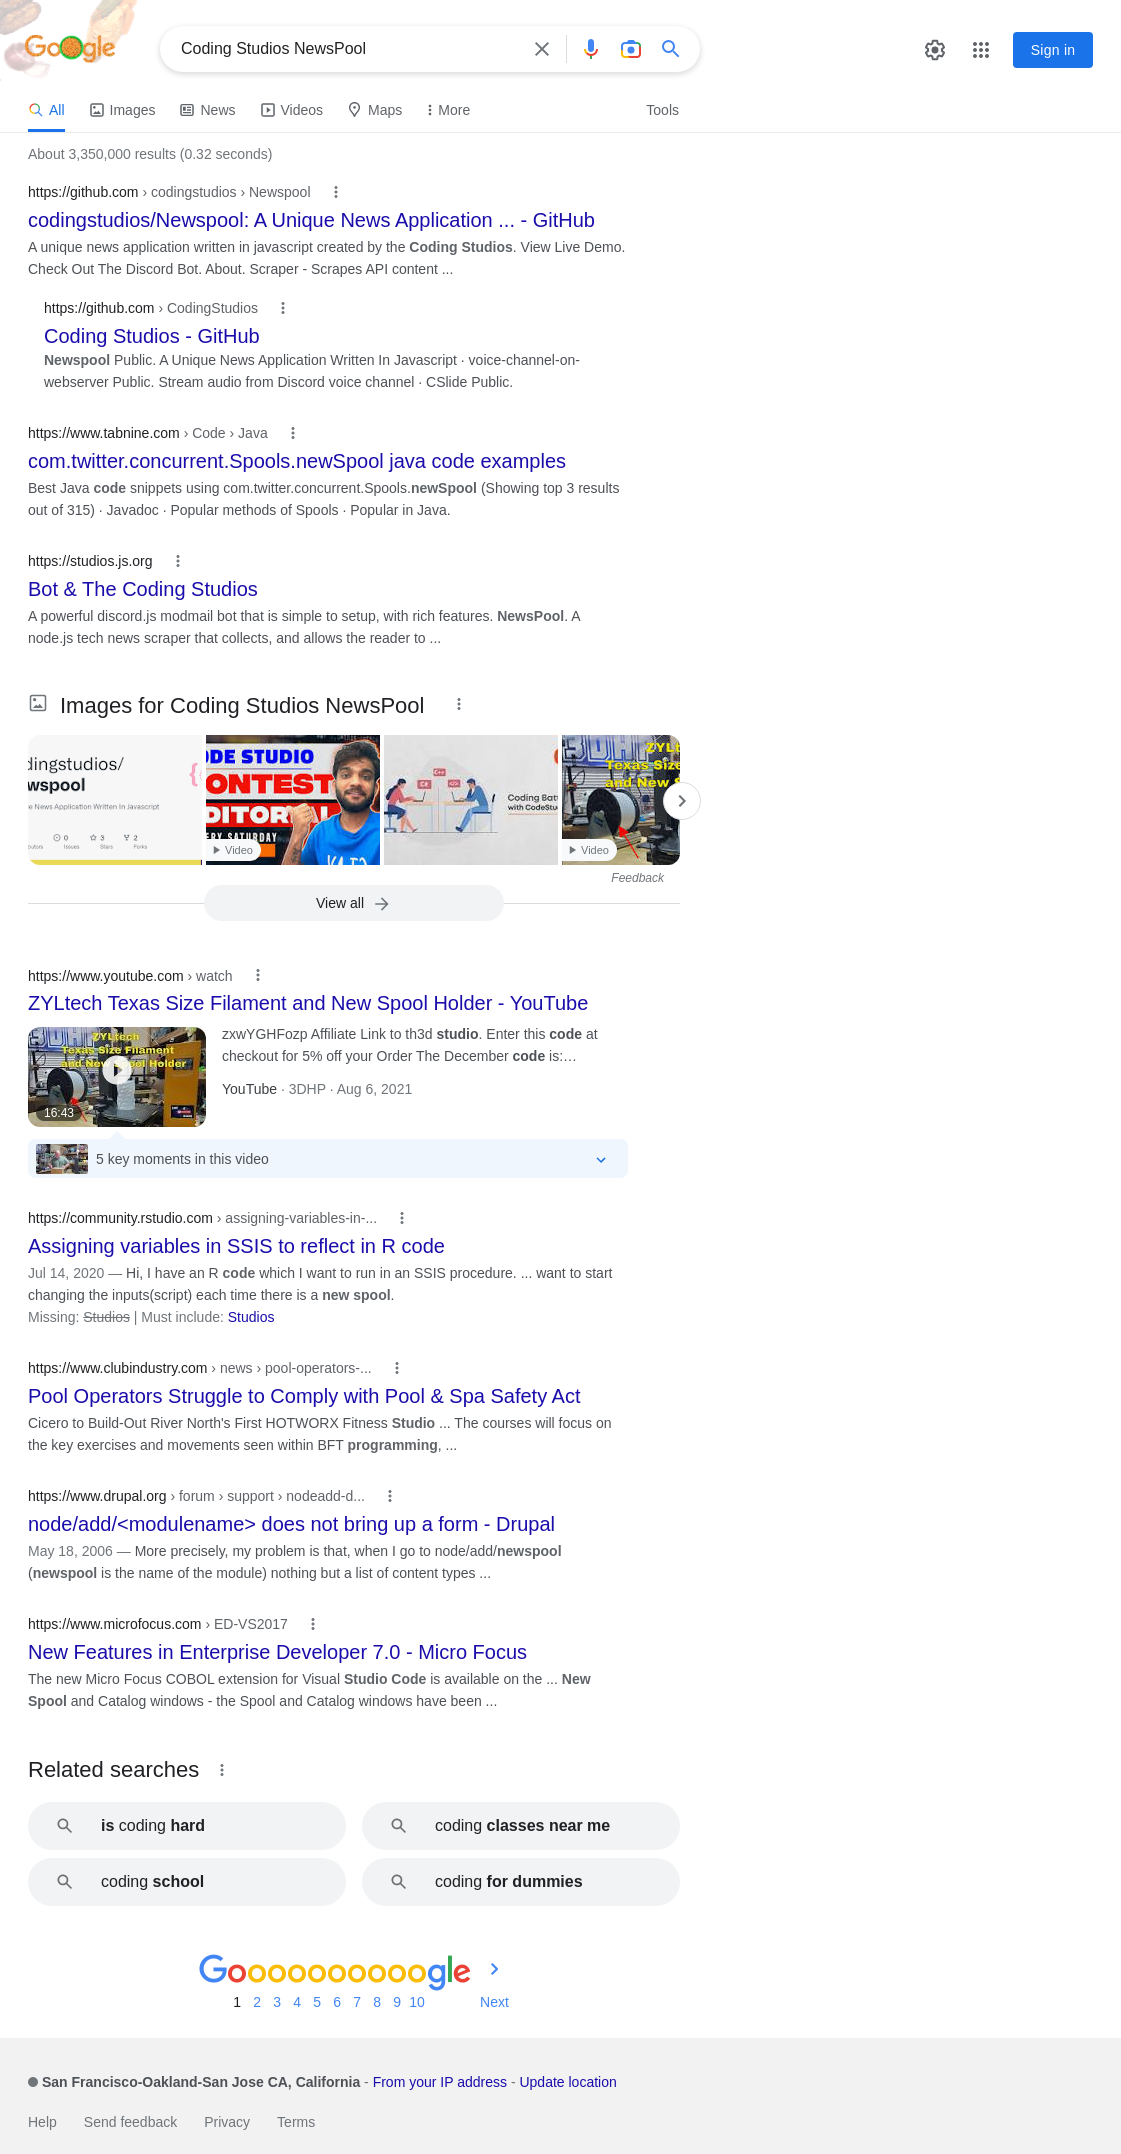 Google
Coding Studios NewsPool
Sign in
All
Images
News
Videos
Maps
More
Tools
About 3,350,000 results (0.32 seconds)
https://github.com › codingstudios › Newspool
codingstudios/Newspool: A Unique News Application ... - GitHub
A unique news application written in javascript created by the Coding Studios. View Live Demo.
Check Out The Discord Bot. About. Scraper - Scrapes API content ...
https://github.com › CodingStudios
Coding Studios - GitHub
Newspool Public. A Unique News Application Written In Javascript · voice-channel-on-
webserver Public. Stream audio from Discord voice channel · CSlide Public.
https://www.tabnine.com › Code › Java
com.twitter.concurrent.Spools.newSpool java code examples
Best Java code snippets using com.twitter.concurrent.Spools.newSpool (Showing top 3 results
out of 315) · Javadoc · Popular methods of Spools · Popular in Java.
https://studios.js.org
Bot & The Coding Studios
A powerful discord.js modmail bot that is simple to setup, with rich features. NewsPool. A
node.js tech news scraper that collects, and allows the reader to ...
Images for Coding Studios NewsPool
dingstudios/
wspool
e News Application Written In Javascript
0
3
2
Issues
Stars
Forks
ODE STUDIO
ONTEST
DITORIAL
ERY SATURDAY
Video
Coding Batt
with CodeStud
3DHP
ZYLt
Texas Size
and New S
Video
Feedback
View all
https://www.youtube.com › watch
ZYLtech Texas Size Filament and New Spool Holder - YouTube
3DHP
ZYLtech
Texas Size Filament
and New Spool Holder
16:43
zxwYGHFozp Affiliate Link to th3d studio. Enter this code at
checkout for 5% off your Order The December code is:…
YouTube · 3DHP · Aug 6, 2021
5 key moments in this video
https://community.rstudio.com › assigning-variables-in-...
Assigning variables in SSIS to reflect in R code
Jul 14, 2020 — Hi, I have an R code which I want to run in an SSIS procedure. ... want to start
changing the inputs(script) each time there is a new spool.
Missing: Studios | Must include: Studios
https://www.clubindustry.com › news › pool-operators-...
Pool Operators Struggle to Comply with Pool & Spa Safety Act
Cicero to Build-Out River North's First HOTWORX Fitness Studio ... The courses will focus on
the key exercises and movements seen within BFT programming, ...
https://www.drupal.org › forum › support › nodeadd-d...
node/add/<modulename> does not bring up a form - Drupal
May 18, 2006 — More precisely, my problem is that, when I go to node/add/newspool
(newspool is the name of the module) nothing but a list of content types ...
https://www.microfocus.com › ED-VS2017
New Features in Enterprise Developer 7.0 - Micro Focus
The new Micro Focus COBOL extension for Visual Studio Code is available on the ... New
Spool and Catalog windows - the Spool and Catalog windows have been ...
Related searches
is coding hard
coding classes near me
coding school
coding for dummies
Goooooooooogle
1 2 3 4 5 6 7 8 9 10 Next
San Francisco-Oakland-San Jose CA, California - From your IP address - Update location
Help Send feedback Privacy Terms